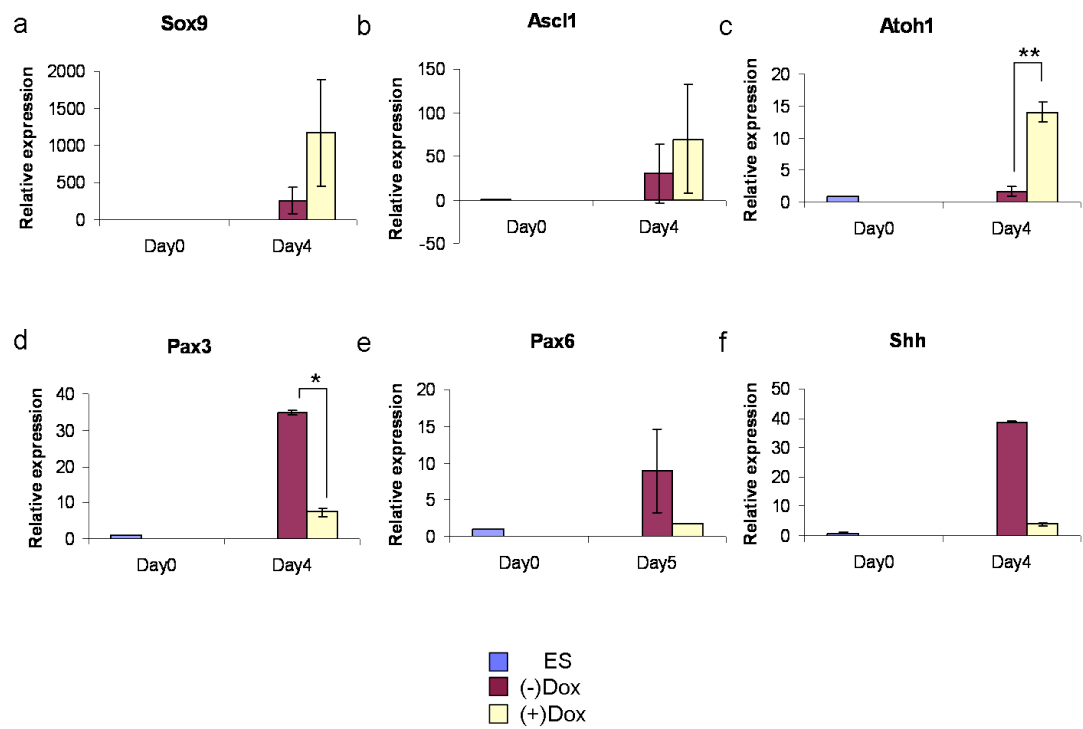 a
Sox9
Relative expression
2000
1500
1000
500
0
Day0
Day4
b
Ascl1
Relative expression
150
100
50
0
-50
Day0
Day4
c
Atoh1
Relative expression
20
15
10
5
0
**
Day0
Day4
d
Pax3
Relative expression
40
30
20
10
0
*
Day0
Day4
e
Pax6
Relative expression
20
15
10
5
0
Day0
Day5
f
Shh
Relative expression
50
40
30
20
10
0
Day0
Day4
ES
(-)Dox
(+)Dox